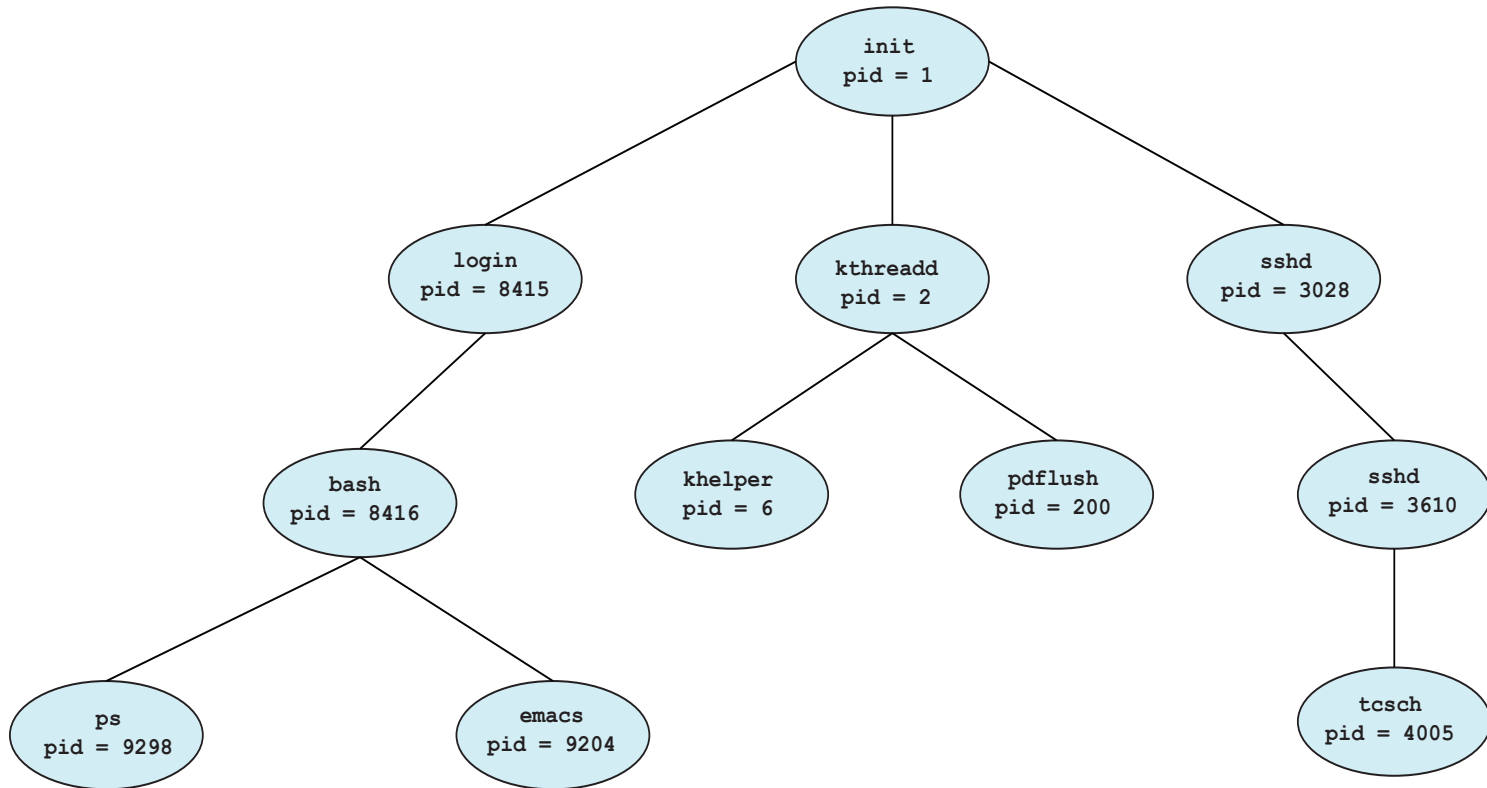 init
pid = 1
login
pid = 8415
kthreadd
pid = 2
sshd
pid = 3028
bash
pid = 8416
khelper
pid = 6
pdflush
pid = 200
sshd
pid = 3610
ps
pid = 9298
emacs
pid = 9204
tcsch
pid = 4005